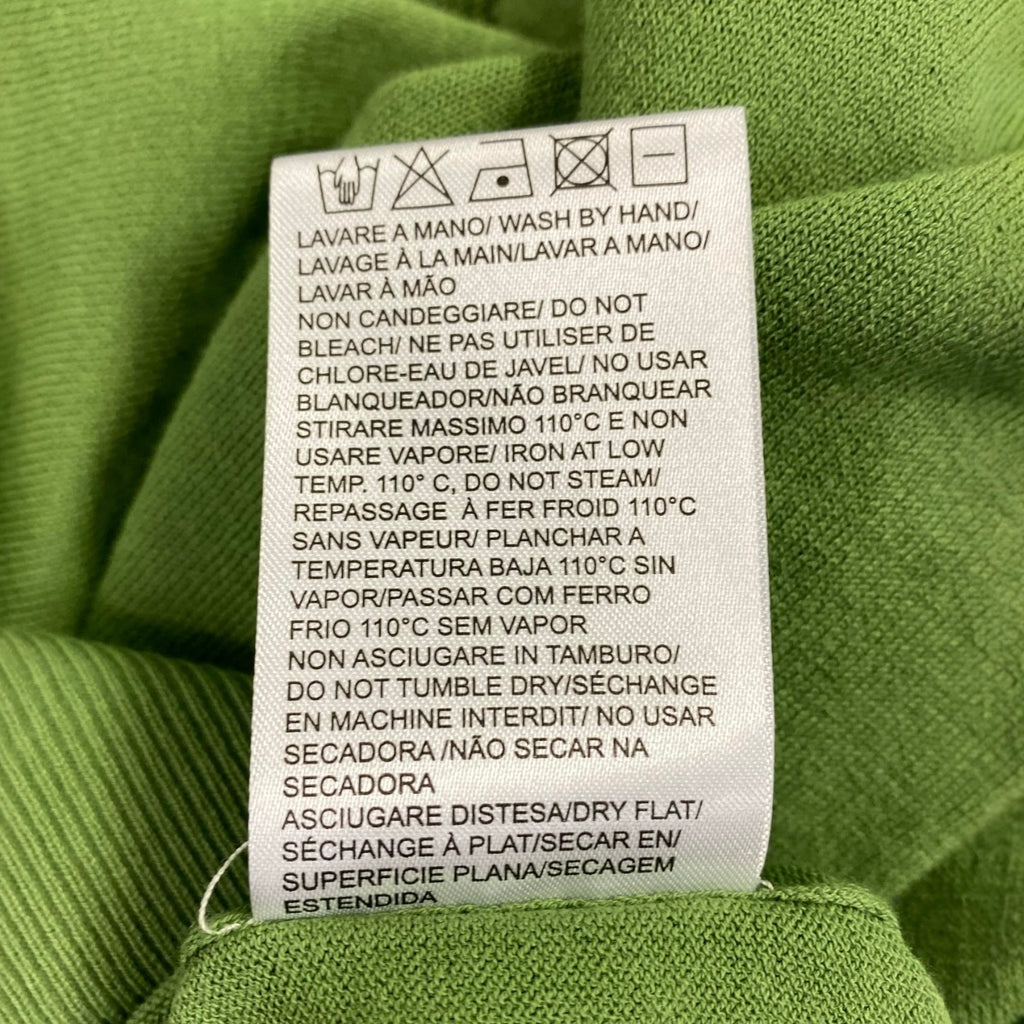 LAVARE A MANO/ WASH BY HAND/
LAVAGE À LA MAIN/LAVAR A MANO/
LAVAR À MÃO
NON CANDEGGIARE/ DO NOT
BLEACH/ NE PAS UTILISER DE
CHLORE-EAU DE JAVEL/ NO USAR
BLANQUEADOR/NÃO BRANQUEAR
STIRARE MASSIMO 110°C E NON
USARE VAPORE/ IRON AT LOW
TEMP. 110° C, DO NOT STEAM/
REPASSAGE À FER FROID 110°C
SANS VAPEUR/ PLANCHAR A
TEMPERATURA BAJA 110°C SIN
VAPOR/PASSAR COM FERRO
FRIO 110°C SEM VAPOR
NON ASCIUGARE IN TAMBURO/
DO NOT TUMBLE DRY/SÉCHANGE
EN MACHINE INTERDIT/ NO USAR
SECADORA /NÃO SECAR NA
SECADORA
ASCIUGARE DISTESA/DRY FLAT/
SÉCHANGE À PLAT/SECAR EN/
SUPERFICIE PLANA/SECAGEM
ESTENDIDA